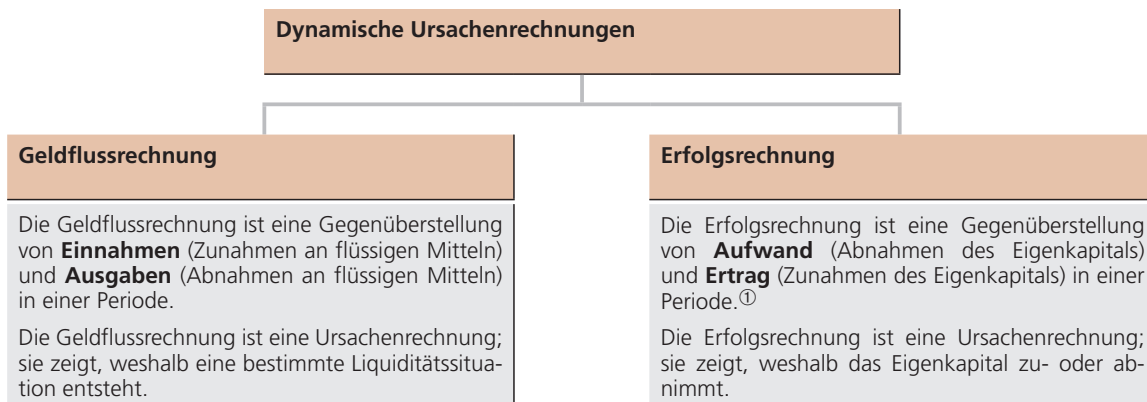 Dynamische Ursachenrechnungen
Geldflussrechnung
Die Geldflussrechnung ist eine Gegenüberstellung
von Einnahmen (Zunahmen an flüssigen Mitteln)
und Ausgaben (Abnahmen an flüssigen Mitteln)
in einer Periode.
Die Geldflussrechnung ist eine Ursachenrechnung;
sie zeigt, weshalb eine bestimmte Liquiditätssitua-
tion entsteht.
Erfolgsrechnung
Die Erfolgsrechnung ist eine Gegenüberstellung
von Aufwand (Abnahmen des Eigenkapitals)
und Ertrag (Zunahmen des Eigenkapitals) in einer
Periode.①
Die Erfolgsrechnung ist eine Ursachenrechnung;
sie zeigt, weshalb das Eigenkapital zu- oder ab-
nimmt.